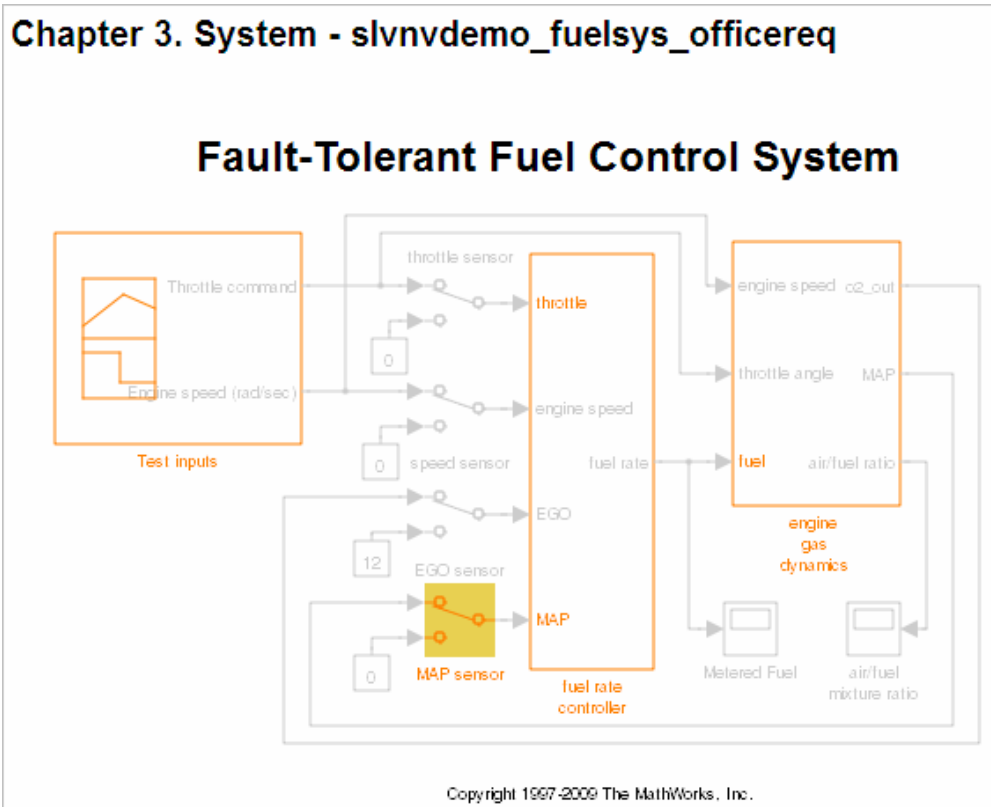 Chapter 3. System - slvnvdemo_fuelsys_officereq
Fault-Tolerant Fuel Control System
Throttle command
Engine speed (rad/sec)
Test inputs
throttle sensor
0
throttle
engine speed
0
speed sensor
fuel rate
EGO
12
EGO sensor
MAP
0
MAP sensor
fuel rate
controller
engine speed
o2_out
throttle angle
MAP
fuel
air/fuel ratio
engine
gas
dynamics
Metered Fuel
air/fuel
mixture ratio
Copyright 1997-2009 The MathWorks, Inc.